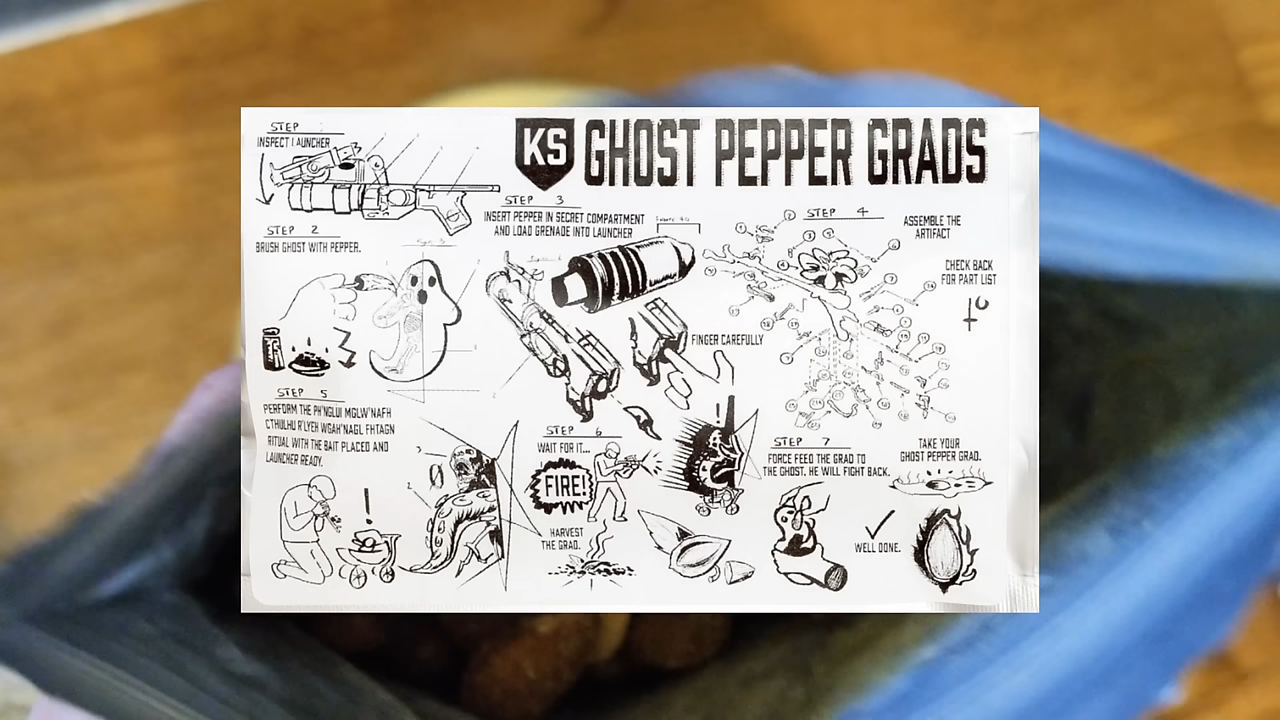 KS GHOST PEPPER GRADS
STEP
INSPECT LAUNCHER
STEP 2
BRUSH GHOST WITH PEPPER.
STEP 3
INSERT PEPPER IN SECRET COMPARTMENT
AND LOAD GRENADE INTO LAUNCHER
FINGER CAREFULLY
STEP 4
ASSEMBLE THE
ARTIFACT
CHECK BACK
FOR PART LIST
STEP 5
PERFORM THE PH'NGLUI MGLW'NAFH
CTHULHU R'LYEH WGAH'NAGL FHTAGN
RITUAL WITH THE BAIT PLACED AND
LAUNCHER READY.
!
STEP 6
WAIT FOR IT...
FIRE!
!
HARVEST
THE GRAD.
STEP 7
FORCE FEED THE GRAD TO
THE GHOST. HE WILL FIGHT BACK.
TAKE YOUR
GHOST PEPPER GRAD.
WELL DONE.